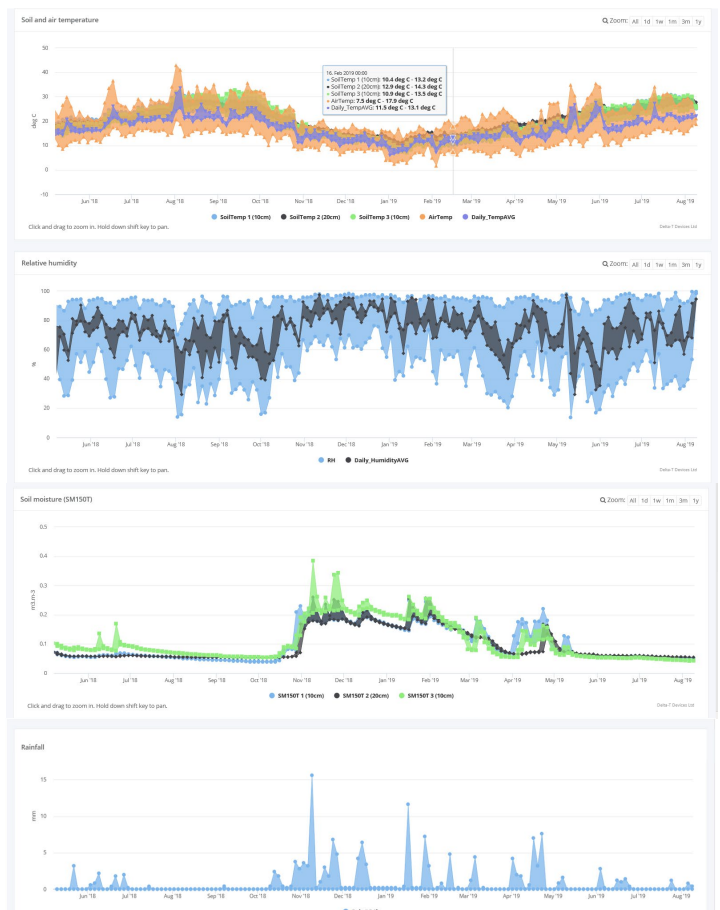 Soil and air temperature
Zoom: All 1d 1w 1m 3m 1y
50
40
30
20
10
0
-10
deg C
16. Feb 2019 00:00
SoilTemp 1 (10cm): 10.4 deg C - 13.2 deg C
SoilTemp 2 (20cm): 12.9 deg C - 14.3 deg C
SoilTemp 3 (10cm): 10.9 deg C - 13.5 deg C
AirTemp: 7.5 deg C - 17.9 deg C
Daily_TempAVG: 11.5 deg C - 13.1 deg C
Jun '18 Jul '18 Aug '18 Sep '18 Oct '18 Nov '18 Dec '18 Jan '19 Feb '19 Mar '19 Apr '19 May '19 Jun '19 Jul '19 Aug '19
SoilTemp 1 (10cm) SoilTemp 2 (20cm) SoilTemp 3 (10cm) AirTemp Daily_TempAVG
Click and drag to zoom in. Hold down shift key to pan.
Delta-T Devices Ltd
Relative humidity
Zoom: All 1d 1w 1m 3m 1y
100
80
60
40
20
0
%
Jun '18 Jul '18 Aug '18 Sep '18 Oct '18 Nov '18 Dec '18 Jan '19 Feb '19 Mar '19 Apr '19 May '19 Jun '19 Jul '19 Aug '19
RH Daily_HumidityAVG
Click and drag to zoom in. Hold down shift key to pan.
Delta-T Devices Ltd
Soil moisture (SM150T)
Zoom: All 1d 1w 1m 3m 1y
0.5
0.4
0.3
0.2
0.1
0
m3.m-3
Jun '18 Jul '18 Aug '18 Sep '18 Oct '18 Nov '18 Dec '18 Jan '19 Feb '19 Mar '19 Apr '19 May '19 Jun '19 Jul '19 Aug '19
SM150T 1 (10cm) SM150T 2 (20cm) SM150T 3 (10cm)
Click and drag to zoom in. Hold down shift key to pan.
Delta-T Devices Ltd
Rainfall
15
10
5
0
mm
Jun '18 Jul '18 Aug '18 Sep '18 Oct '18 Nov '18 Dec '18 Jan '19 Feb '19 Mar '19 Apr '19 May '19 Jun '19 Jul '19 Aug '19